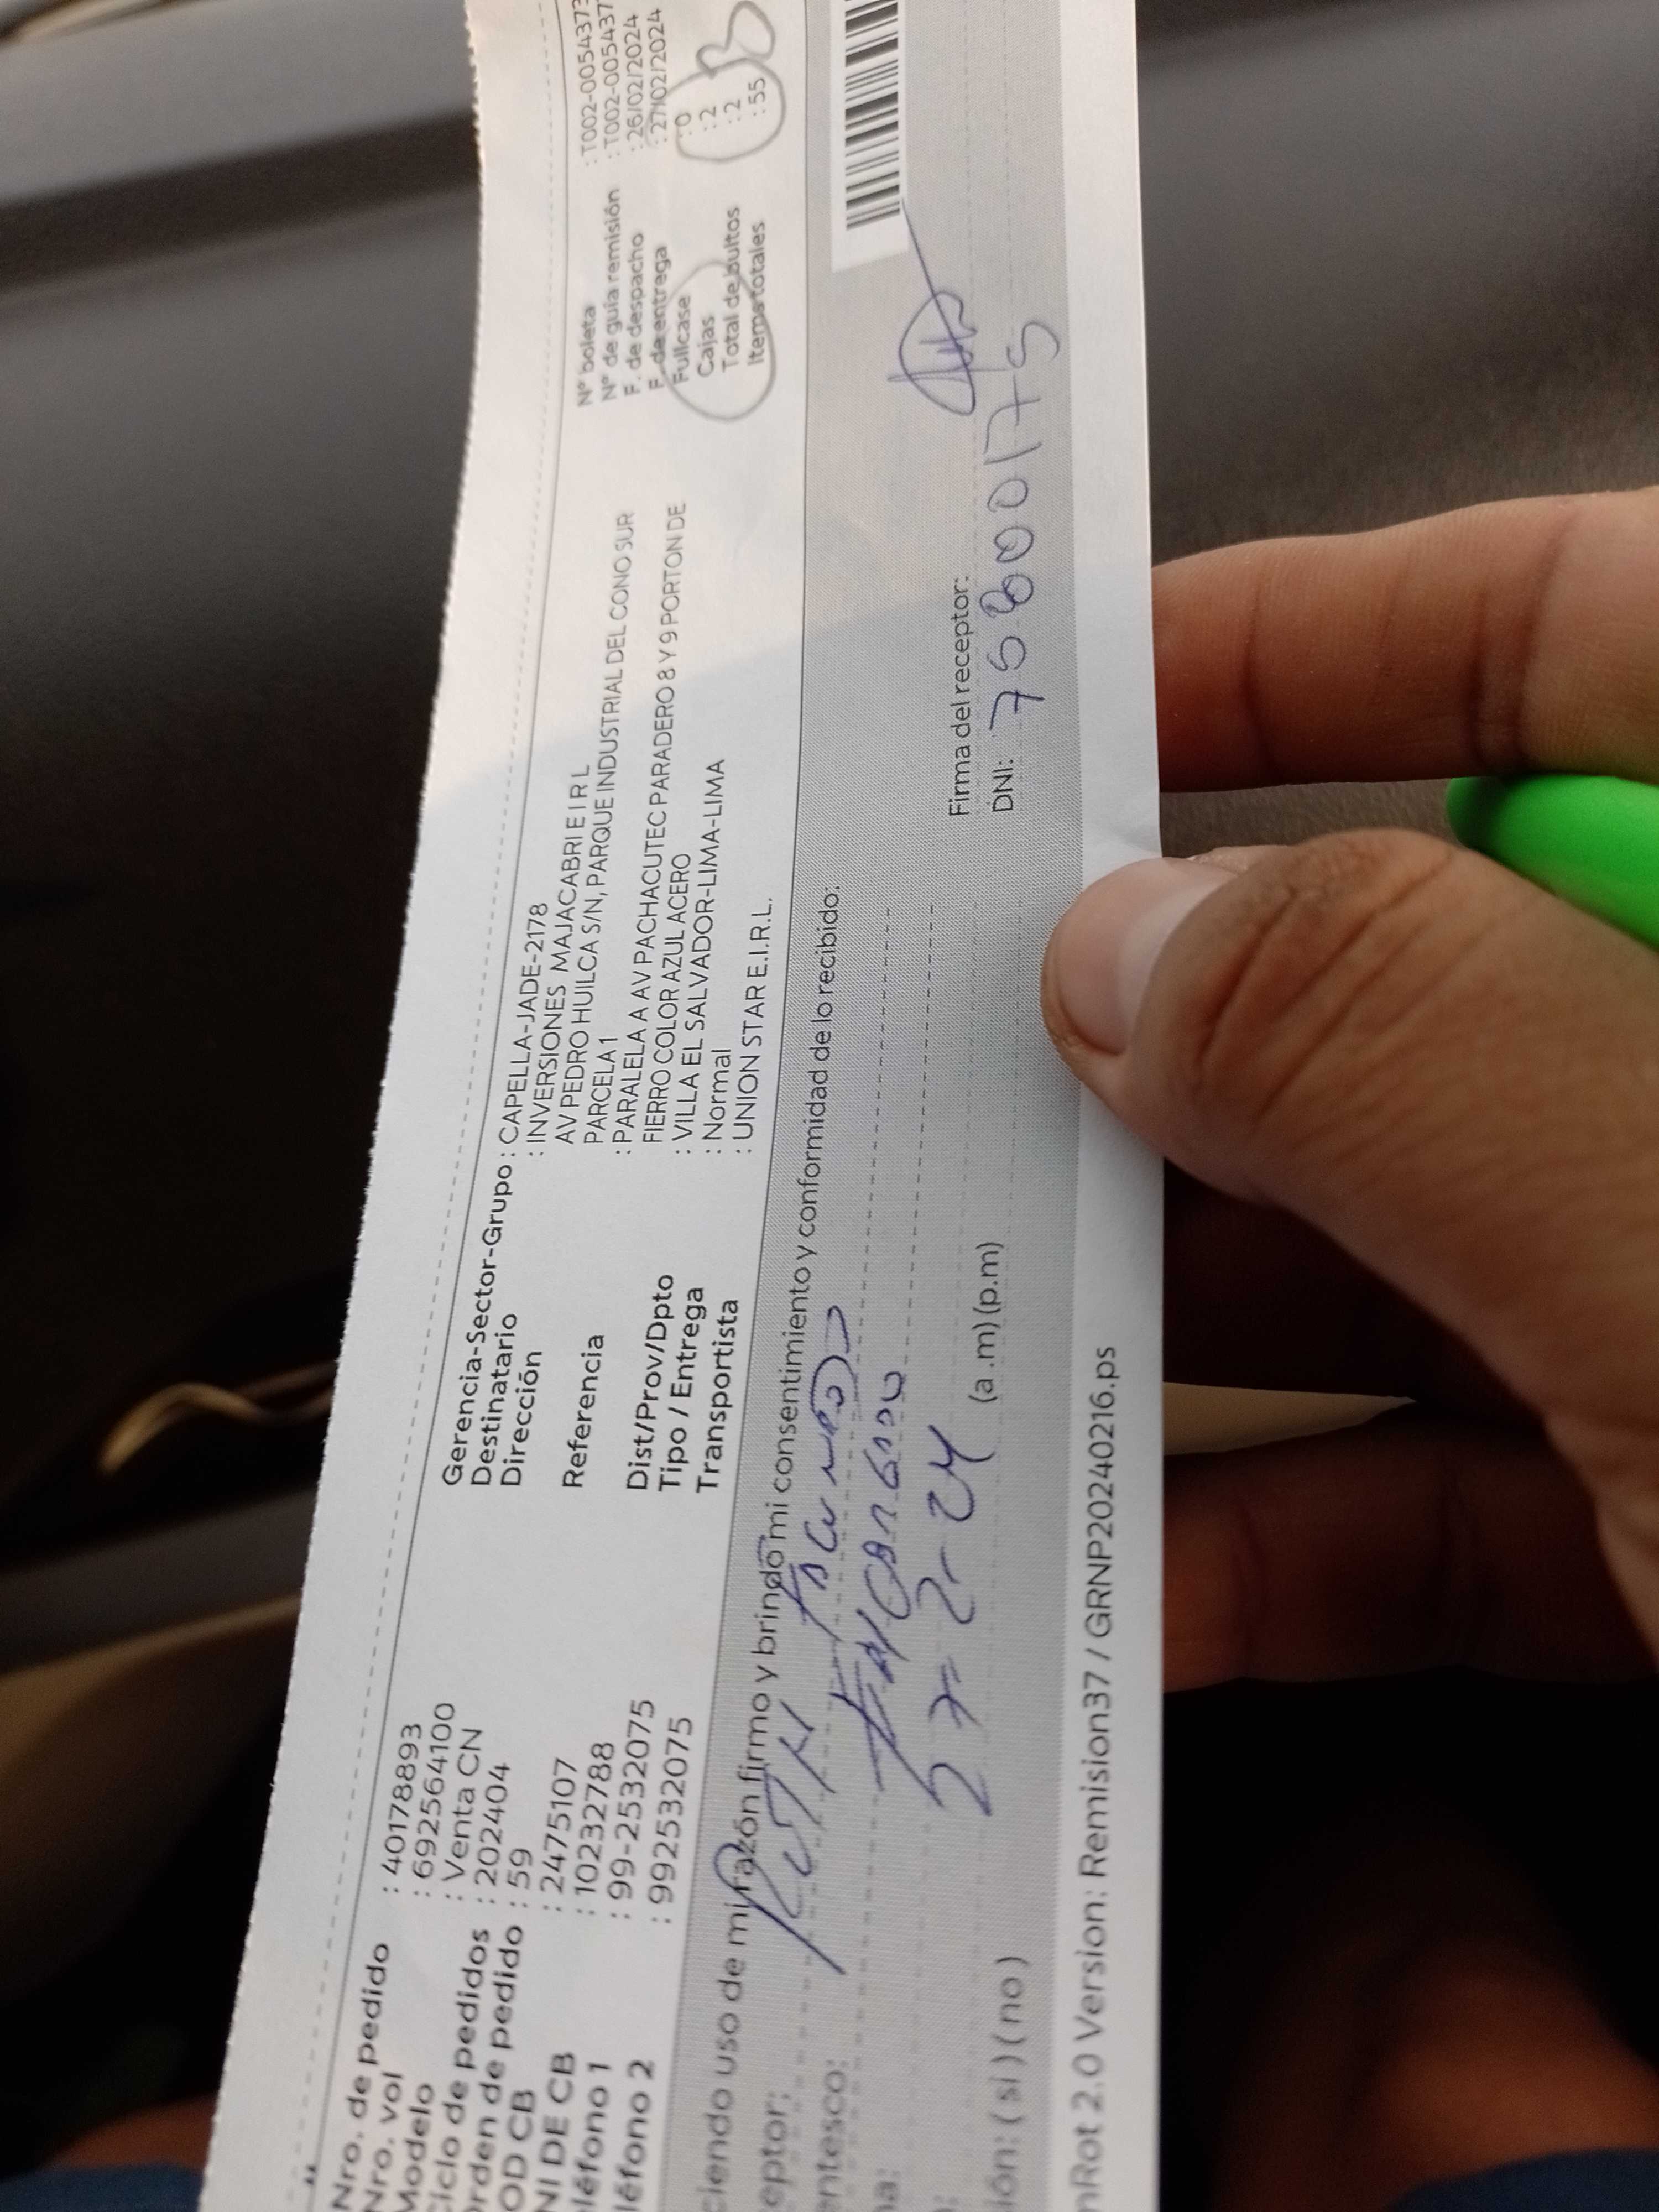 Nro. de pedido : 40178893
Nro. vol : 692564100
Modelo : Venta CN
iclo de pedidos : 202404
rden de pedido : 59
OD CB : 2475107
NI DE CB : 10232788
léfono 1 : 99-2532075
léfono 2 : 992532075
Gerencia-Sector-Grupo : CAPELLA-JADE-2178
Destinatario : INVERSIONES MAJACABRI E I R L
Dirección AV PEDRO HUILCA S/N, PARQUE INDUSTRIAL DEL CONO SUR
PARCELA 1
Referencia : PARALELA A AV PACHACUTEC PARADERO 8 Y 9 PORTON DE
FIERRO COLOR AZUL ACERO
Dist/Prov/Dpto : VILLA EL SALVADOR-LIMA-LIMA
Tipo / Entrega : Normal
Transportista : UNION STAR E.I.R.L.
N° boleta : T002-0054373
N° de guía remisión : T002-005437
F. de despacho : 26/02/2024
F. de entrega : 27/02/2024
Fullcase : 0
Cajas : 2
Total de bultos : 2
Items totales : 55
ciendo uso de mi razón firmo y brindo mi consentimiento y conformidad de lo recibido:
eptor: Ruth
entesco:
na: 27-2-24 (a .m) (p.m)
ión: ( si ) ( no )
Firma del receptor:
DNI: 75800175
nRot 2.0 Version: Remision37 / GRNP20240216.ps